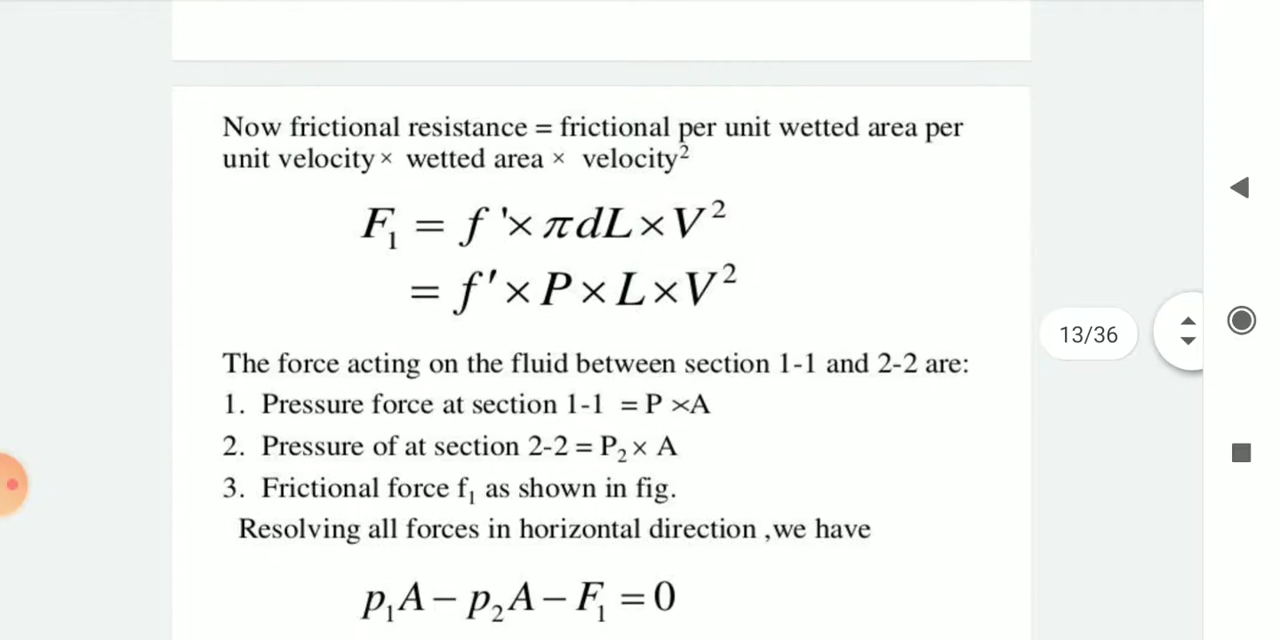 Now frictional resistance = frictional per unit wetted area per
unit velocity × wetted area × velocity²
F₁ = f '× πdL × V²
= f′ × P × L × V²
13/36
The force acting on the fluid between section 1-1 and 2-2 are:
1. Pressure force at section 1-1 = P ×A
2. Pressure of at section 2-2 = P₂ × A
3. Frictional force f₁ as shown in fig.
Resolving all forces in horizontal direction ,we have
p₁A − p₂A − F₁ = 0